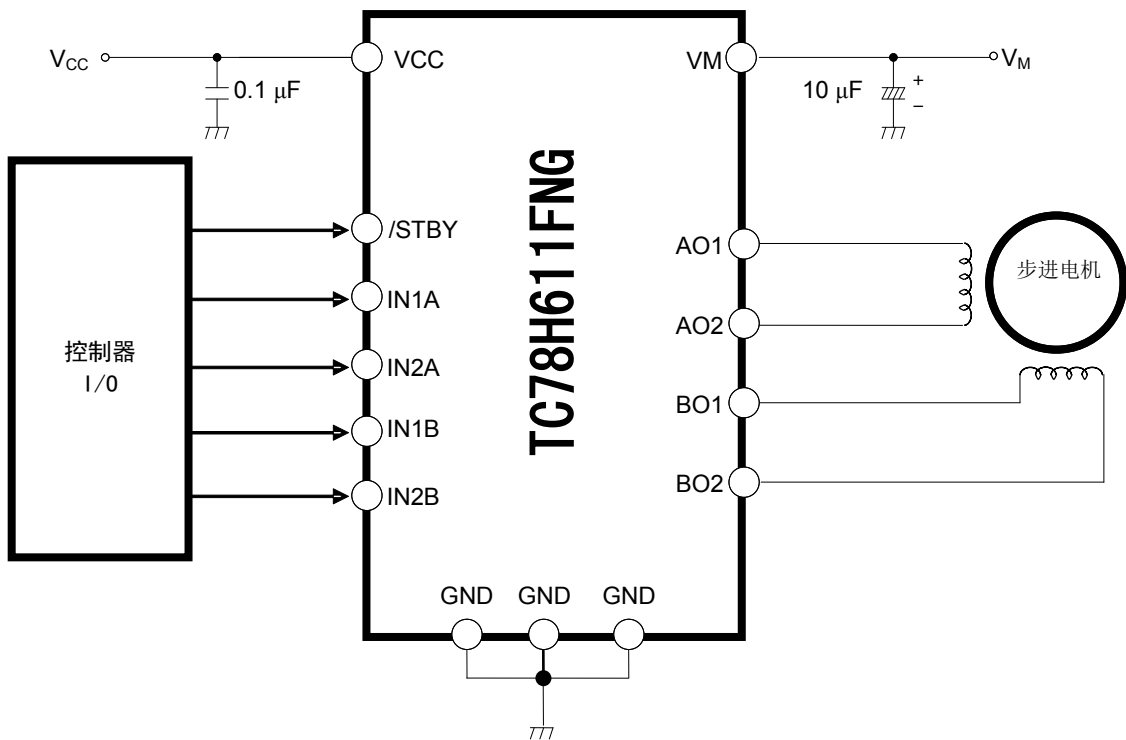 VCC
VCC
0.1 μF
VM
10 μF
+
−
VM
TC78H611FNG
控制器
I/O
/STBY
IN1A
IN2A
IN1B
IN2B
AO1
AO2
BO1
BO2
步进电机
GND
GND
GND